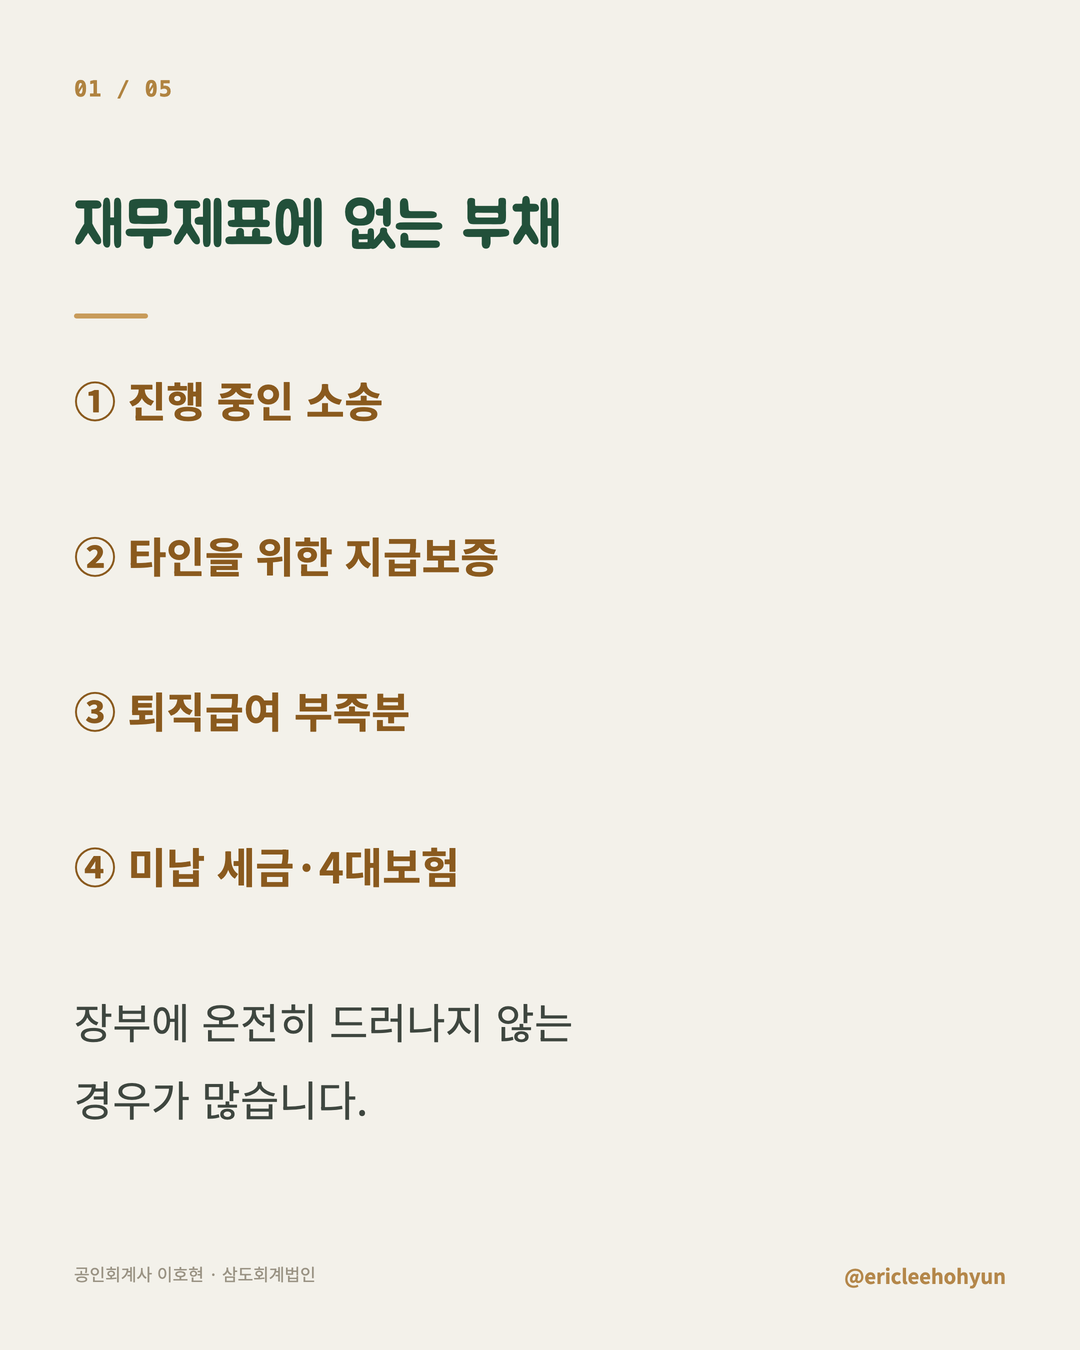 01 / 05
재무제표에 없는 부채
① 진행 중인 소송
② 타인을 위한 지급보증
③ 퇴직급여 부족분
④ 미납 세금·4대보험
장부에 온전히 드러나지 않는
경우가 많습니다.
공인회계사 이호현 · 삼도회계법인
@ericleehohyun